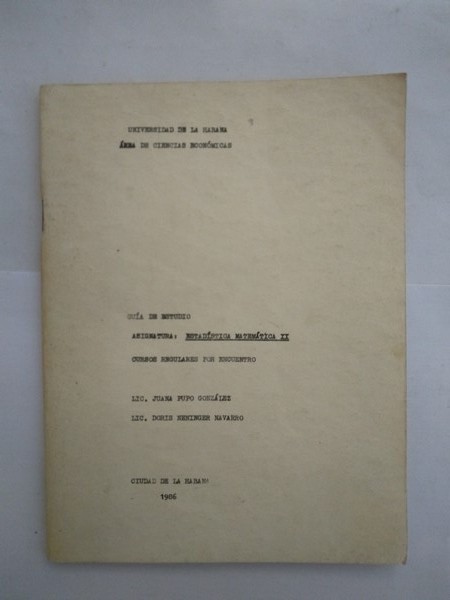 UNIVERSIDAD DE LA HABANA
ÁREA DE CIENCIAS ECONÓMICAS
GUÍA DE ESTUDIO
ASIGNATURA: ESTADÍSTICA MATEMÁTICA II
CURSOS REGULARES POR ENCUENTRO
LIC. JUANA PUPO GONZÁLEZ
LIC. DORIS NENINGER NAVARRO
CIUDAD DE LA HABANA
1986